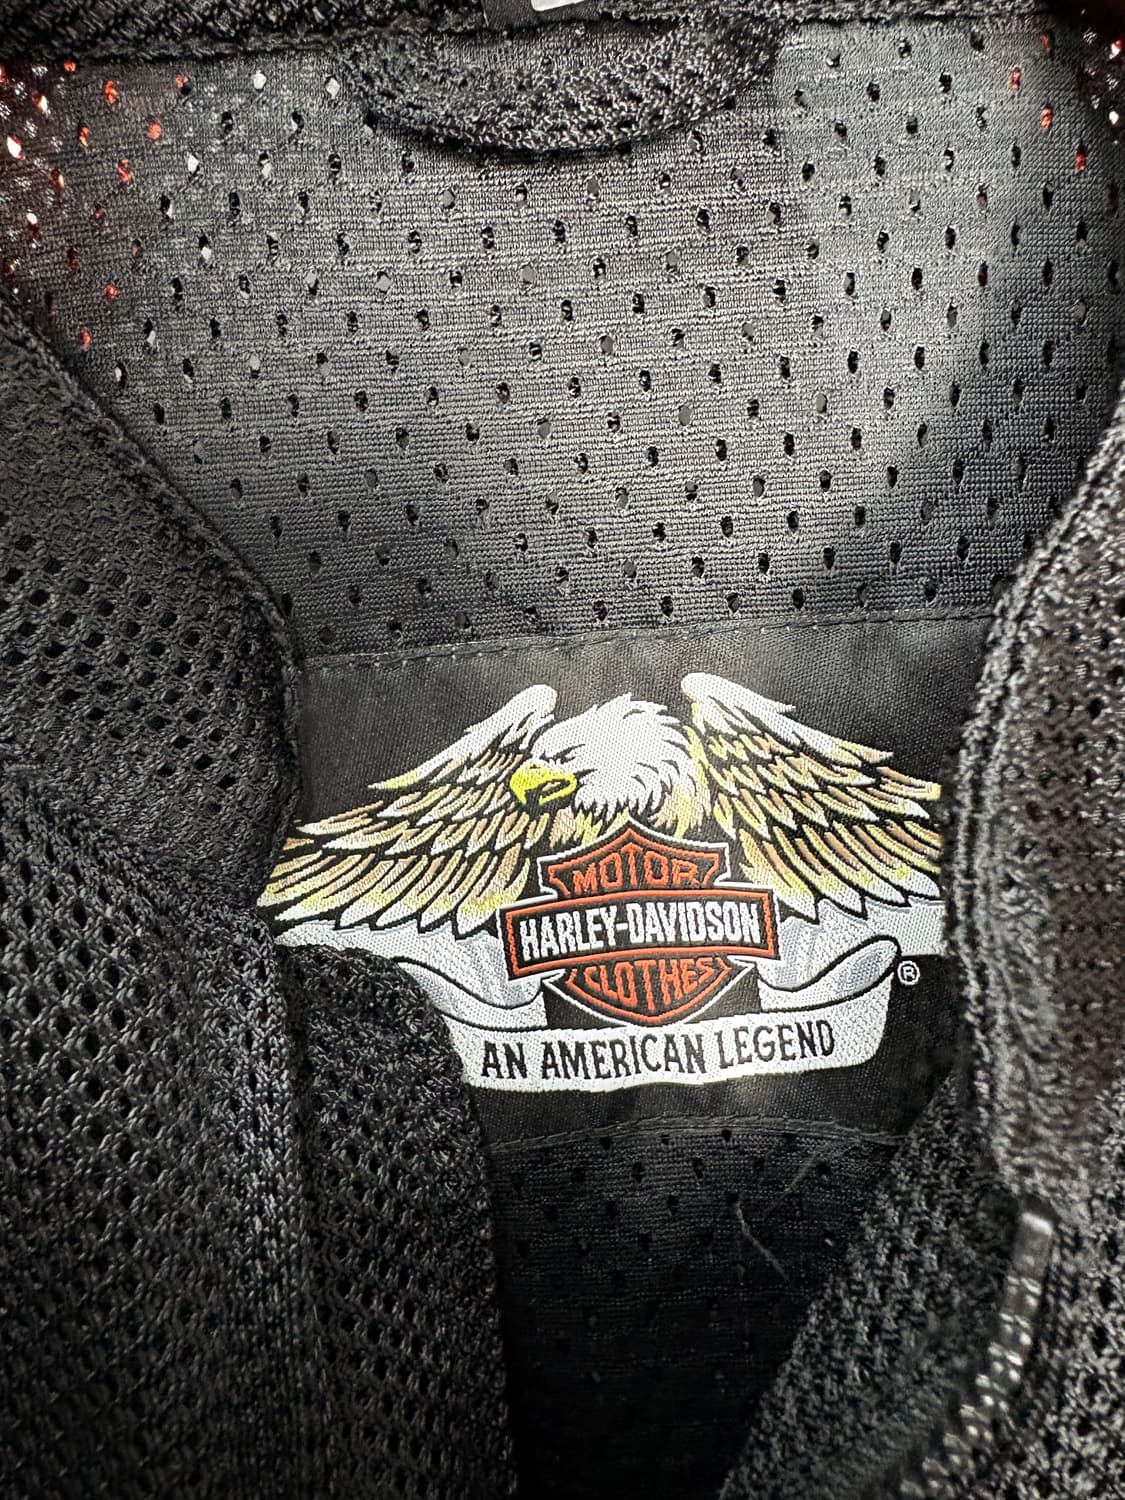 MOTOR
HARLEY-DAVIDSON
CLOTHES
®
AN AMERICAN LEGEND